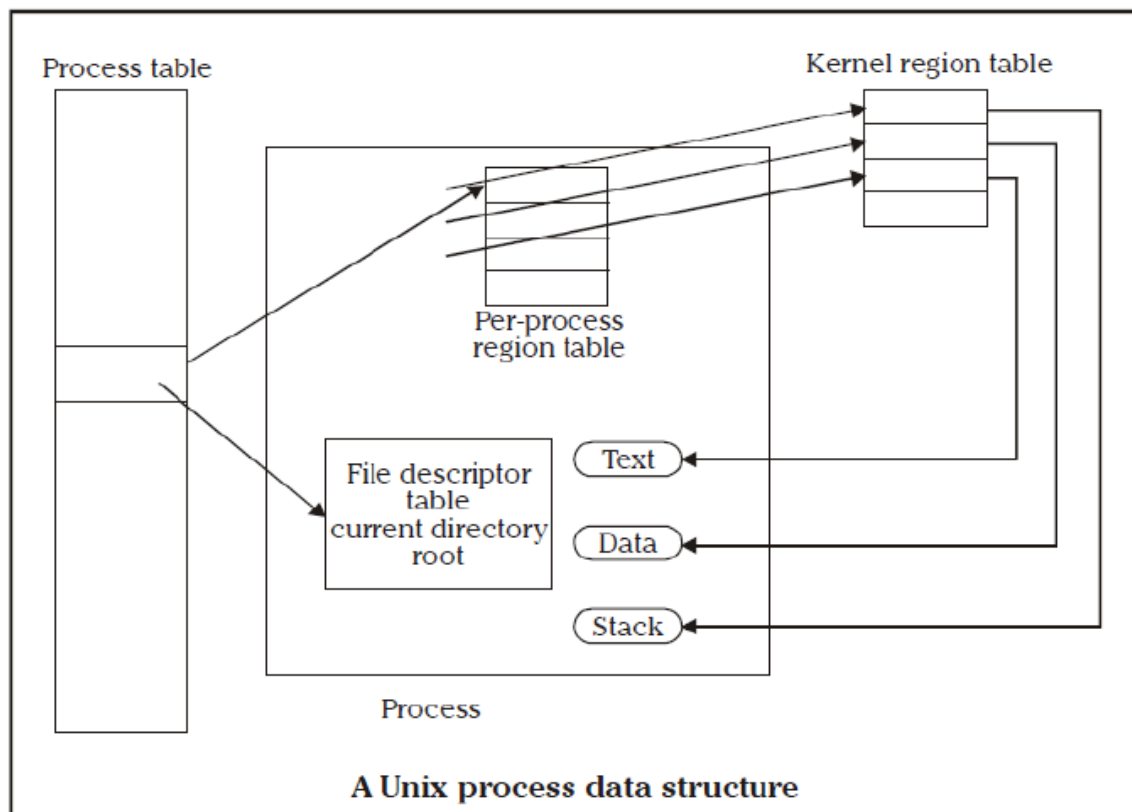 Process table
Kernel region table
Per-process
region table
File descriptor
table
current directory
root
Text
Data
Stack
Process
A Unix process data structure